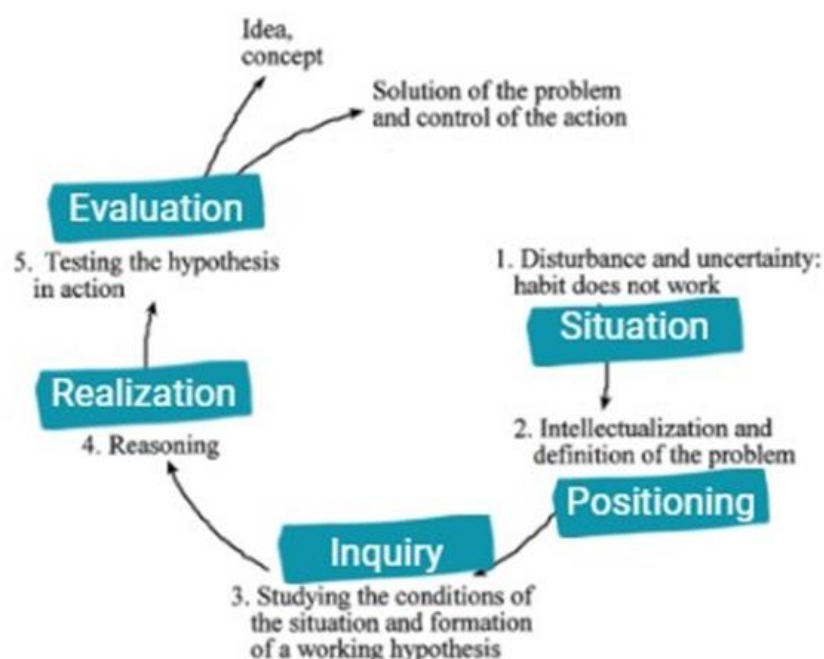 Idea,
concept
Solution of the problem
and control of the action
Evaluation
5. Testing the hypothesis
in action
1. Disturbance and uncertainty:
habit does not work
Situation
Realization
4. Reasoning
2. Intellectualization and
definition of the problem
Positioning
Inquiry
3. Studying the conditions of
the situation and formation
of a working hypothesis